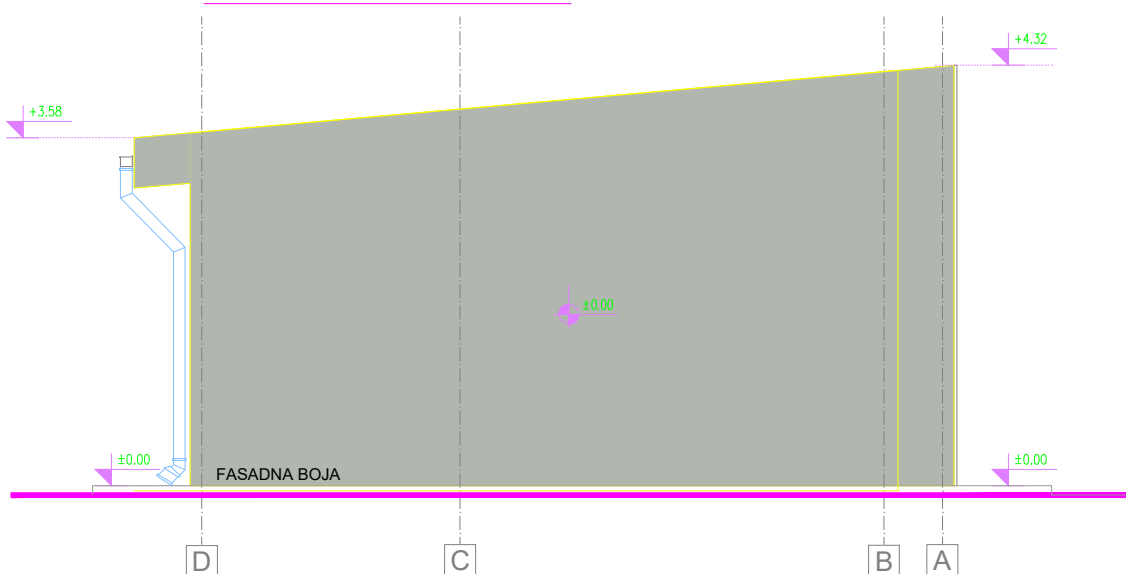 +4.32
+3.58
±0.00
±0.00
FASADNA BOJA
±0.00
D
C
B
A